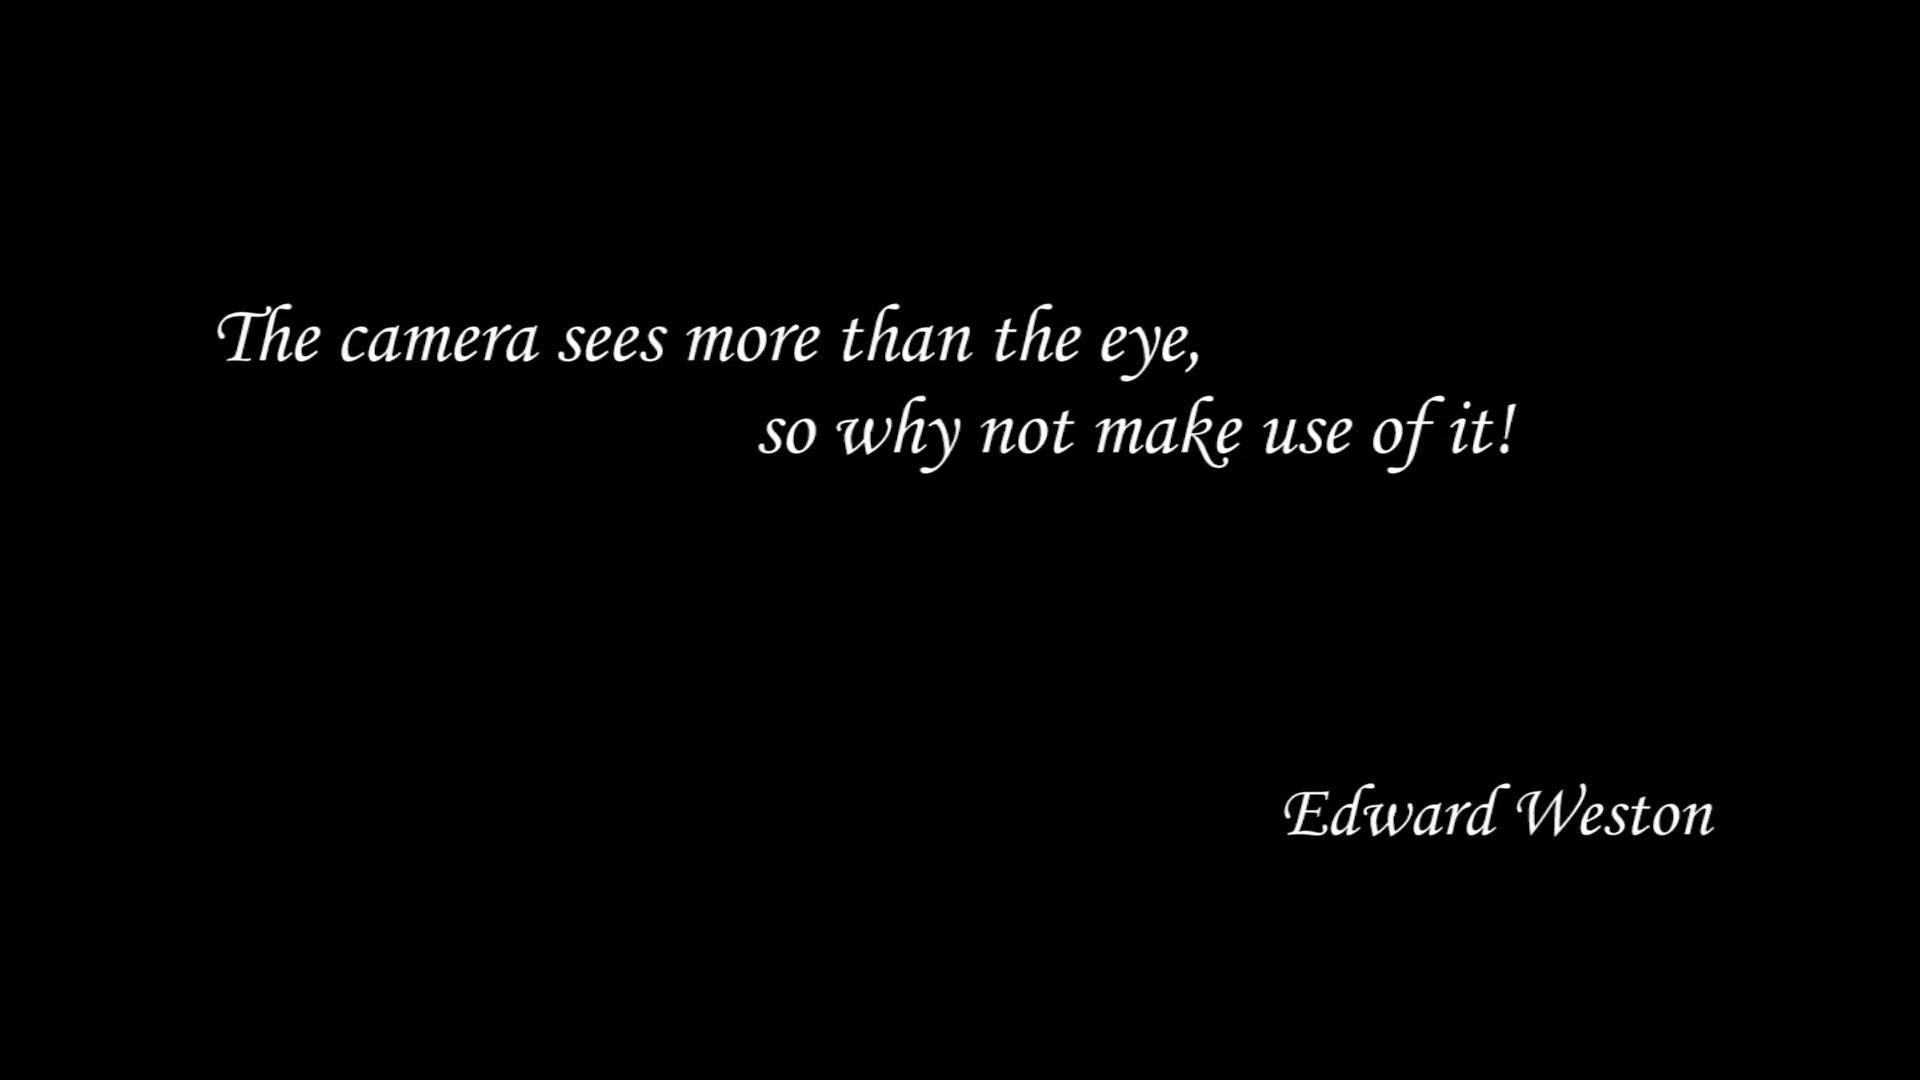 The camera sees more than the eye,
so why not make use of it!
Edward Weston